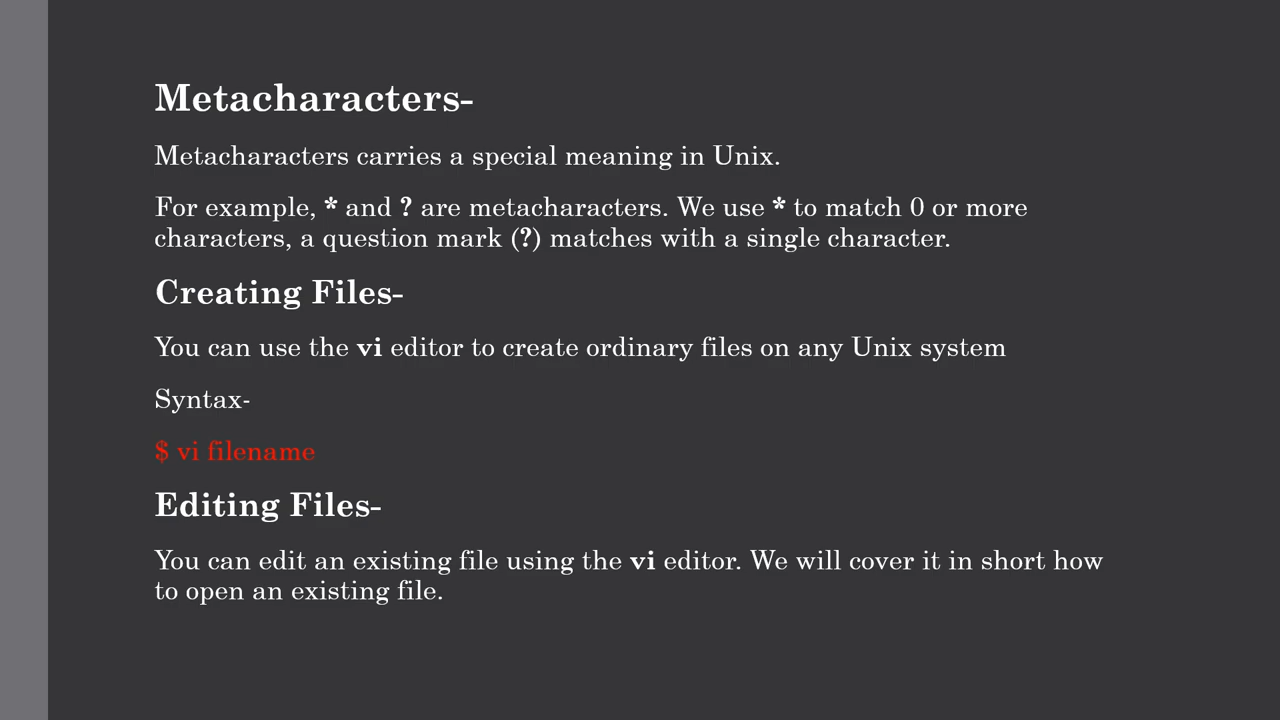 Metacharacters-
Metacharacters carries a special meaning in Unix.
For example, * and ? are metacharacters. We use * to match 0 or more
characters, a question mark (?) matches with a single character.
Creating Files-
You can use the vi editor to create ordinary files on any Unix system
Syntax-
$ vi filename
Editing Files-
You can edit an existing file using the vi editor. We will cover it in short how
to open an existing file.